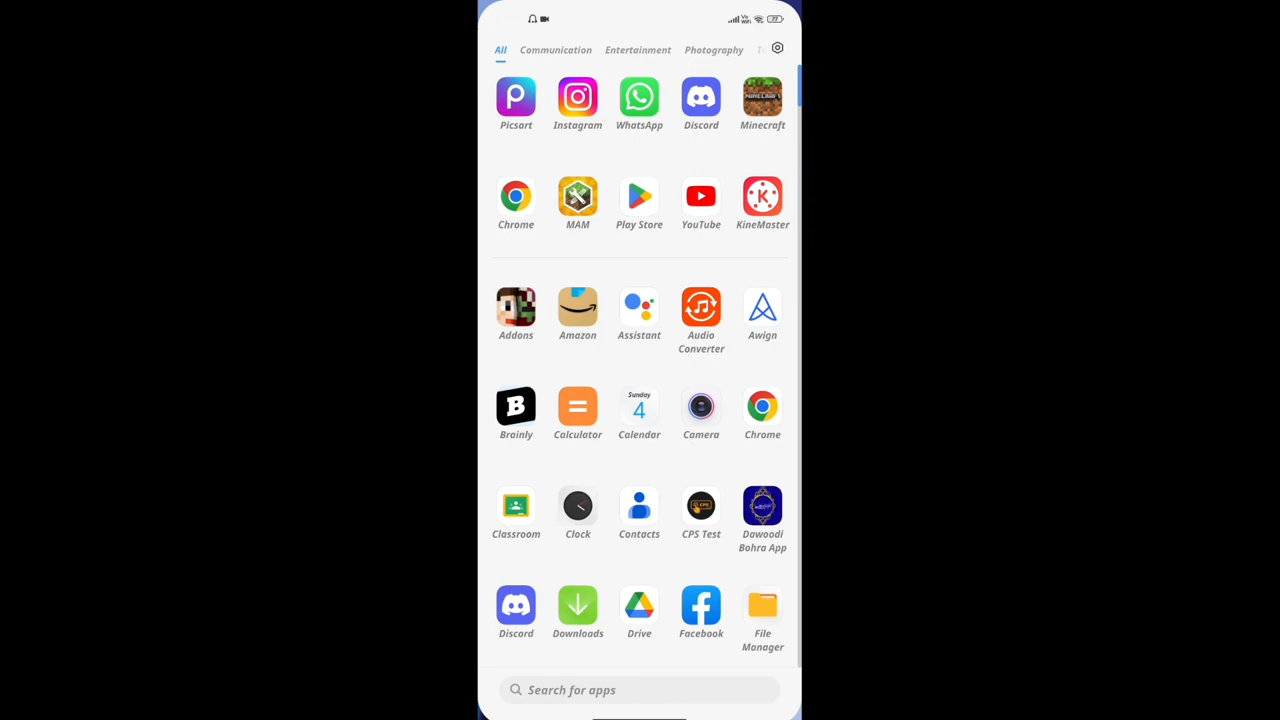 77
All Communication Entertainment Photography
Picsart Instagram WhatsApp Discord Minecraft
Chrome MAM Play Store YouTube KineMaster
Addons Amazon Assistant Audio Converter Awign
Sunday
4
Brainly Calculator Calendar Camera Chrome
Classroom Clock Contacts CPS Test Dawoodi Bohra App
Discord Downloads Drive Facebook File Manager
Search for apps